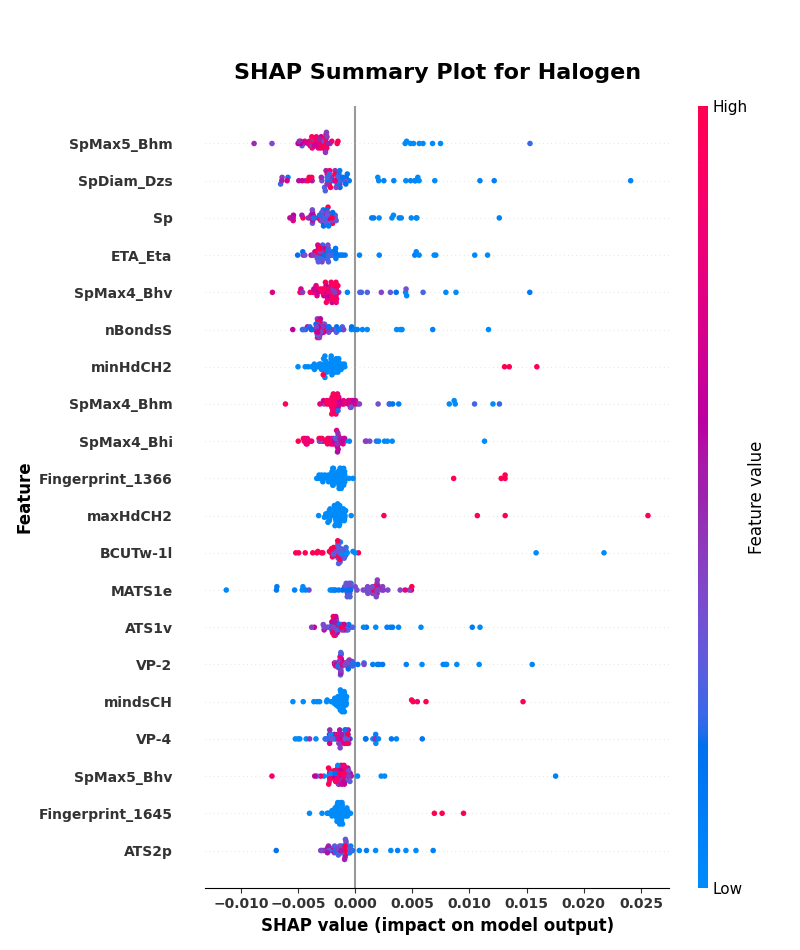 SHAP Summary Plot for Halogen
High
SpMax5_Bhm
SpDiam_Dzs
Sp
ETA_Eta
SpMax4_Bhv
nBondsS
minHdCH2
SpMax4_Bhm
SpMax4_Bhi
Fingerprint_1366
maxHdCH2
BCUTw-1l
MATS1e
ATS1v
VP-2
mindsCH
VP-4
SpMax5_Bhv
Fingerprint_1645
ATS2p
Feature
Feature value
Low
−0.010 −0.005 0.000 0.005 0.010 0.015 0.020 0.025
SHAP value (impact on model output)